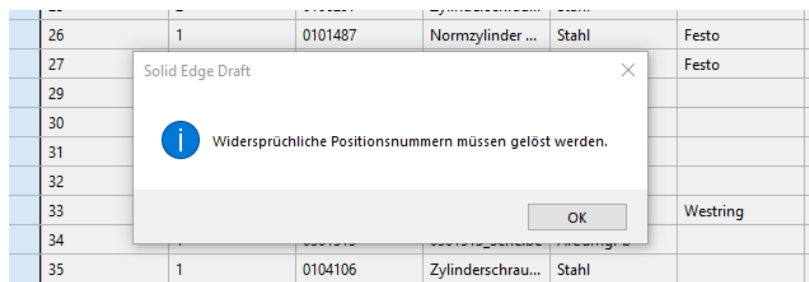 26 1 0101487 Normzylinder ... Stahl Festo
27 Festo
Solid Edge Draft
29
30
Widersprüchliche Positionsnummern müssen gelöst werden.
31
32
33 Westring
OK
34
35 1 0104106 Zylinderschrau... Stahl